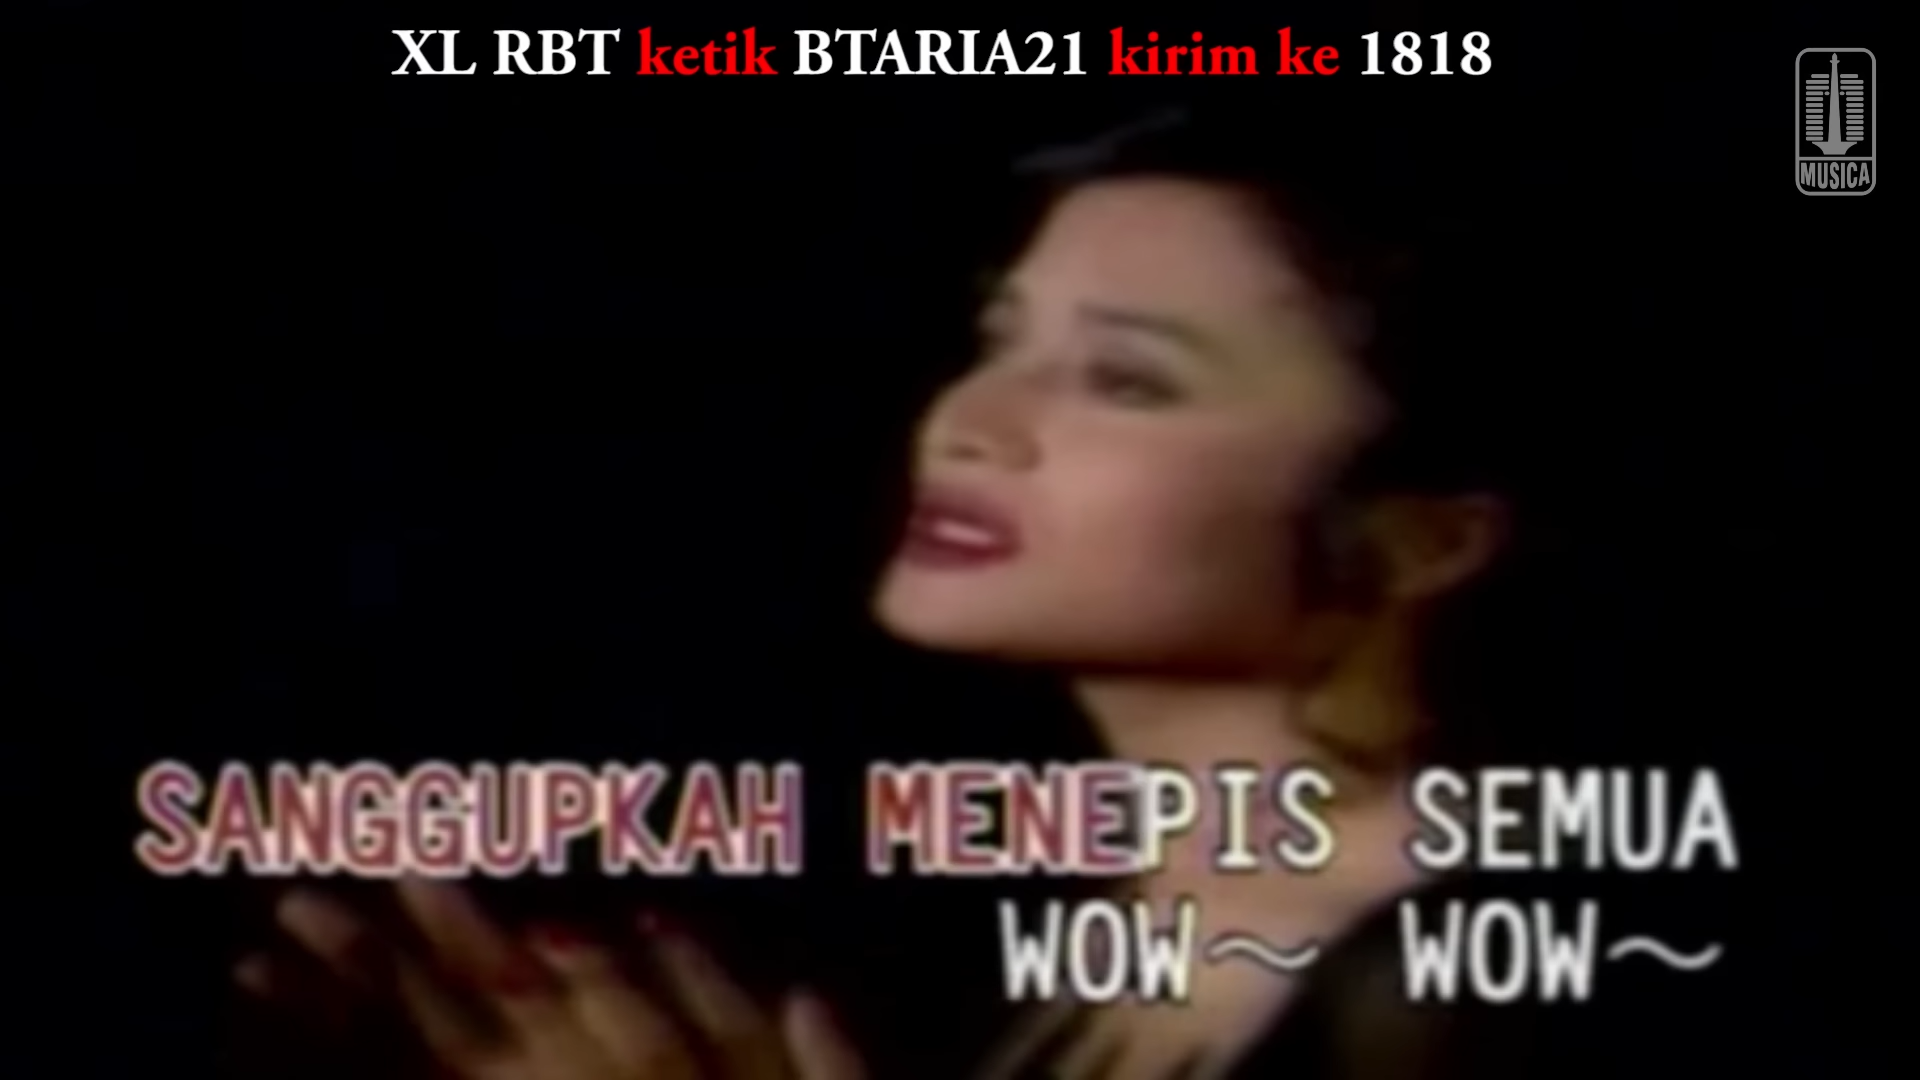 XL RBT ketik BTARIA21 kirim ke 1818
MUSICA
SANGGUPKAH MENEPIS SEMUA
WOW~ WOW~